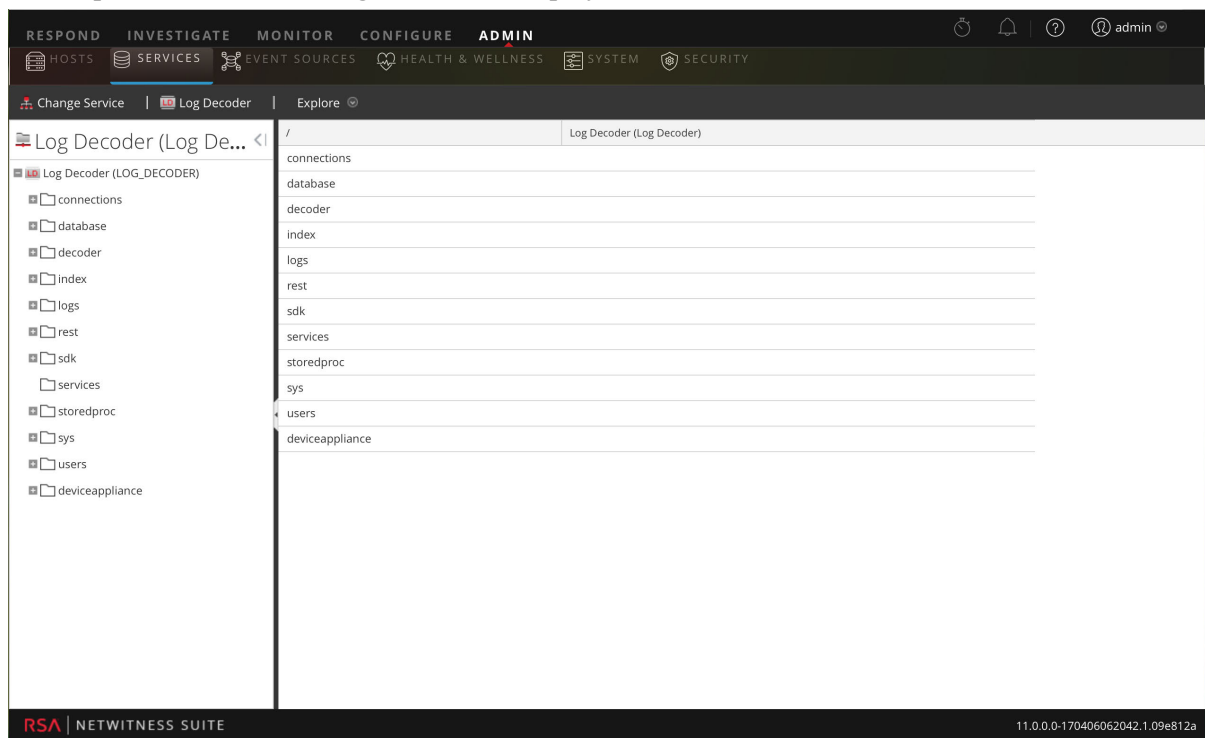 RESPOND INVESTIGATE MONITOR CONFIGURE ADMIN admin
HOSTS SERVICES EVENT SOURCES HEALTH & WELLNESS SYSTEM SECURITY
Change Service | LD Log Decoder | Explore
Log Decoder (Log De...
/ Log Decoder (Log Decoder)
LD Log Decoder (LOG_DECODER)
connections
database
decoder
index
logs
rest
sdk
services
storedproc
sys
users
deviceappliance
connections
database
decoder
index
logs
rest
sdk
services
storedproc
sys
users
deviceappliance
RSA | NETWITNESS SUITE
11.0.0.0-170406062042.1.09e812a